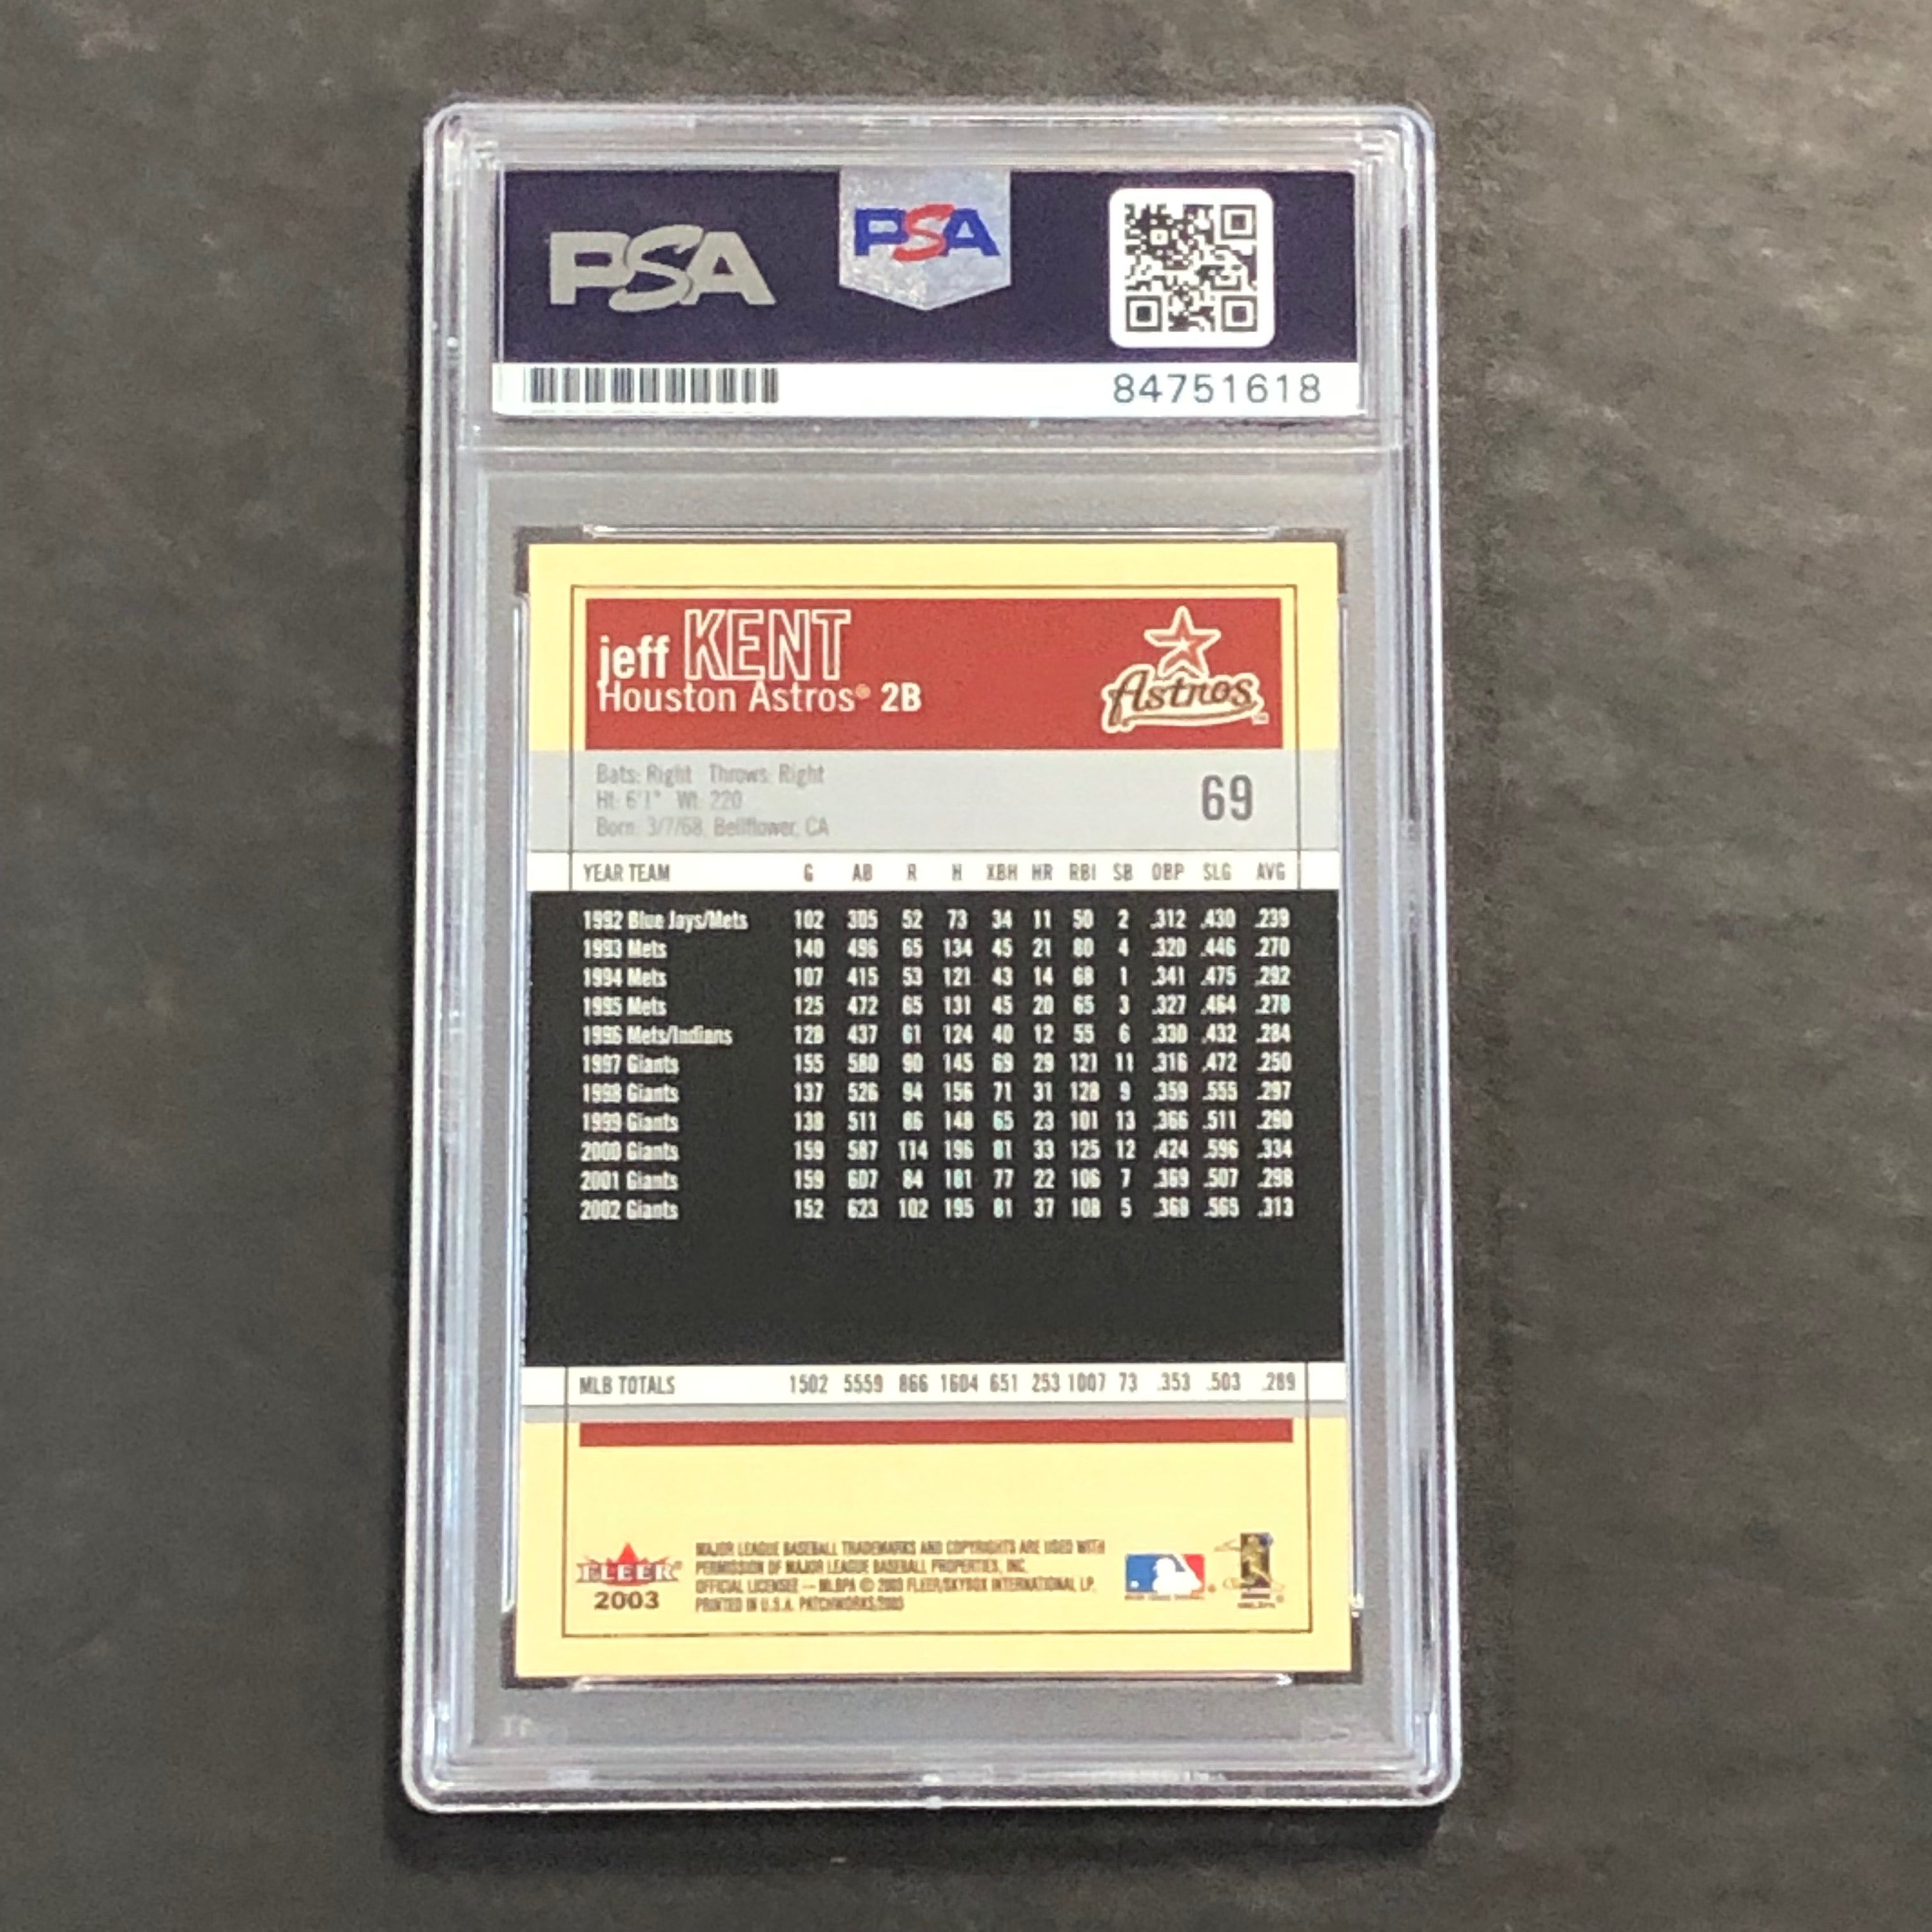 PSA
PSA
84751618
jeff KENT
Houston Astros® 2B
Astros™
Bats: Right Throws: Right
Ht: 6'1" Wt: 220
Born: 3/7/68, Bellflower, CA
69
YEAR TEAM G AB R H XBH HR RBI SB OBP SLG AVG
1992 Blue Jays/Mets 102 305 52 73 34 11 50 2 .312 .430 .239
1993 Mets 140 496 65 134 45 21 80 4 .320 .446 .270
1994 Mets 107 415 53 121 43 14 68 1 .341 .475 .292
1995 Mets 125 472 65 131 45 20 65 3 .327 .464 .278
1996 Mets/Indians 128 437 61 124 40 12 55 6 .330 .432 .284
1997 Giants 155 580 90 145 69 29 121 11 .316 .472 .250
1998 Giants 137 526 94 156 71 31 128 9 .359 .555 .297
1999 Giants 138 511 86 148 65 23 101 13 .366 .511 .290
2000 Giants 159 587 114 196 81 33 125 12 .424 .596 .334
2001 Giants 159 607 84 181 77 22 106 7 .369 .507 .298
2002 Giants 152 623 102 195 81 37 108 5 .368 .565 .313
MLB TOTALS 1502 5559 866 1604 651 253 1007 73 .353 .503 .289
FLEER®
2003
MAJOR LEAGUE BASEBALL TRADEMARKS AND COPYRIGHTS ARE USED WITH
PERMISSION OF MAJOR LEAGUE BASEBALL PROPERTIES, INC.
OFFICIAL LICENSEE — MLBPA © 2003 FLEER/SKYBOX INTERNATIONAL LP.
PRINTED IN U.S.A. PATCHWORKS/2003